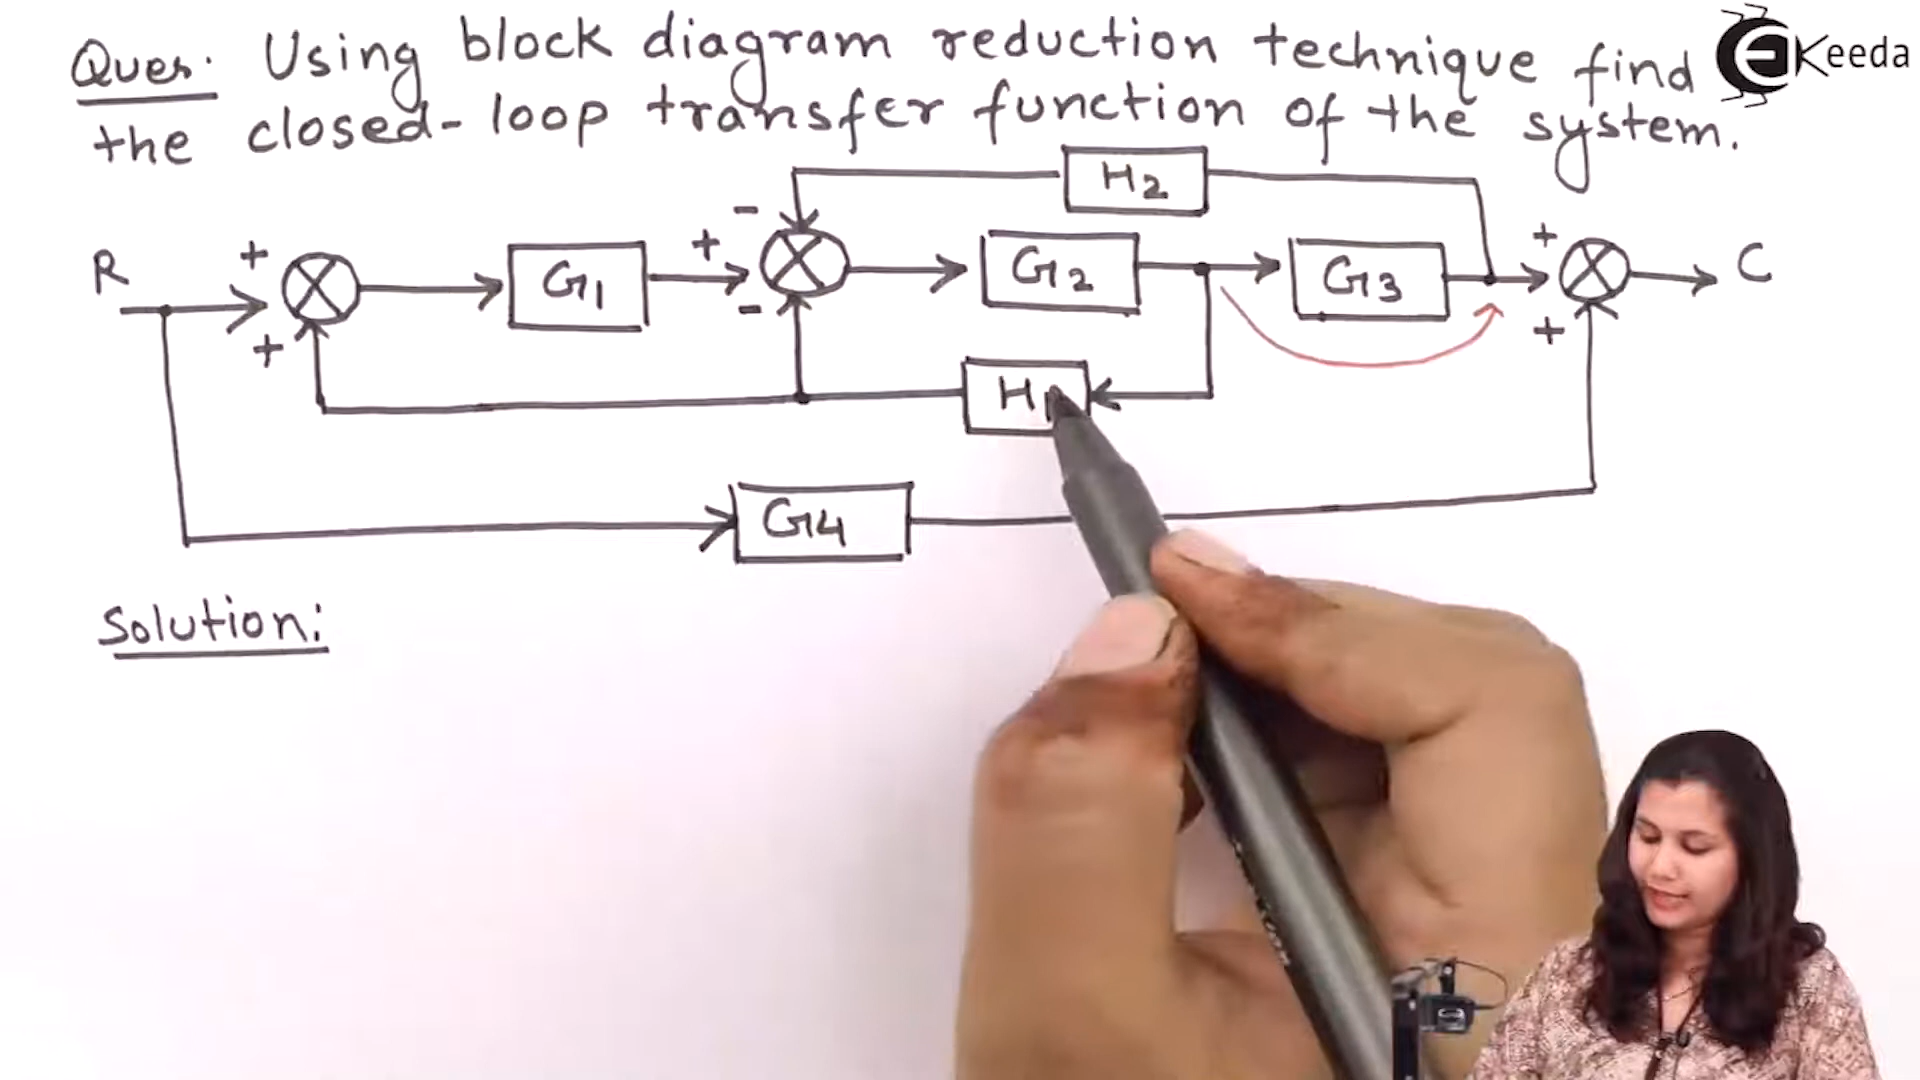 Ques. Using block diagram reduction technique find
the closed-loop transfer function of the system.
EKeeda
H2
R + + G1 + - - G2 G3 + + C
H1
G4
Solution: